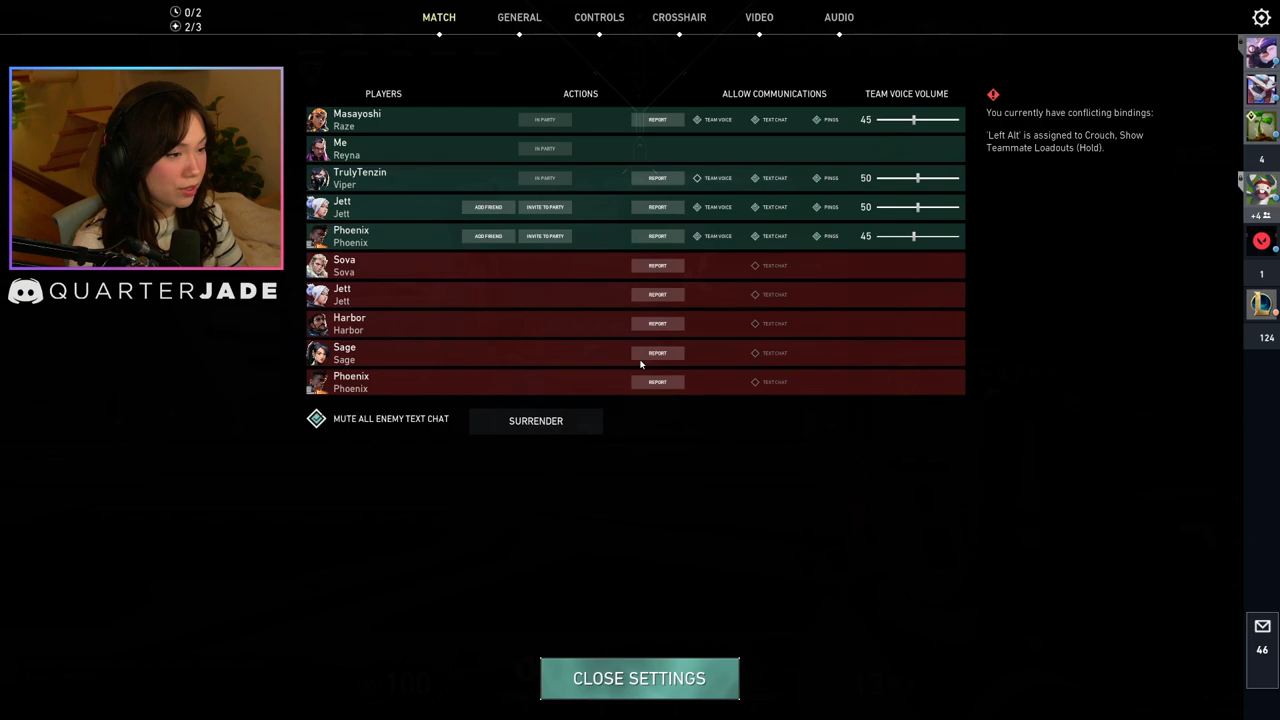 0/2
2/3
MATCH GENERAL CONTROLS CROSSHAIR VIDEO AUDIO
QUARTERJADE
PLAYERS ACTIONS ALLOW COMMUNICATIONS TEAM VOICE VOLUME
Masayoshi
Raze
IN PARTY REPORT TEAM VOICE TEXT CHAT PINGS 45
Me
Reyna
IN PARTY
TrulyTenzin
Viper
IN PARTY REPORT TEAM VOICE TEXT CHAT PINGS 50
Jett
Jett
ADD FRIEND INVITE TO PARTY REPORT TEAM VOICE TEXT CHAT PINGS 50
Phoenix
Phoenix
ADD FRIEND INVITE TO PARTY REPORT TEAM VOICE TEXT CHAT PINGS 45
Sova
Sova
REPORT TEXT CHAT
Jett
Jett
REPORT TEXT CHAT
Harbor
Harbor
REPORT TEXT CHAT
Sage
Sage
REPORT TEXT CHAT
Phoenix
Phoenix
REPORT TEXT CHAT
MUTE ALL ENEMY TEXT CHAT SURRENDER
You currently have conflicting bindings:
'Left Alt' is assigned to Crouch, Show
Teammate Loadouts (Hold).
4
+4
1
124
46
100
CLOSE SETTINGS